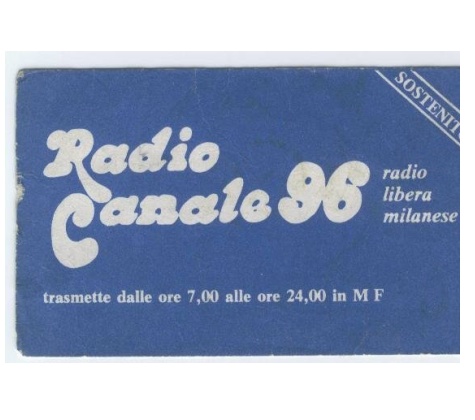 SOSTENIT
Radio
Canale 96
radio
libera
milanese
trasmette dalle ore 7,00 alle ore 24,00 in M F